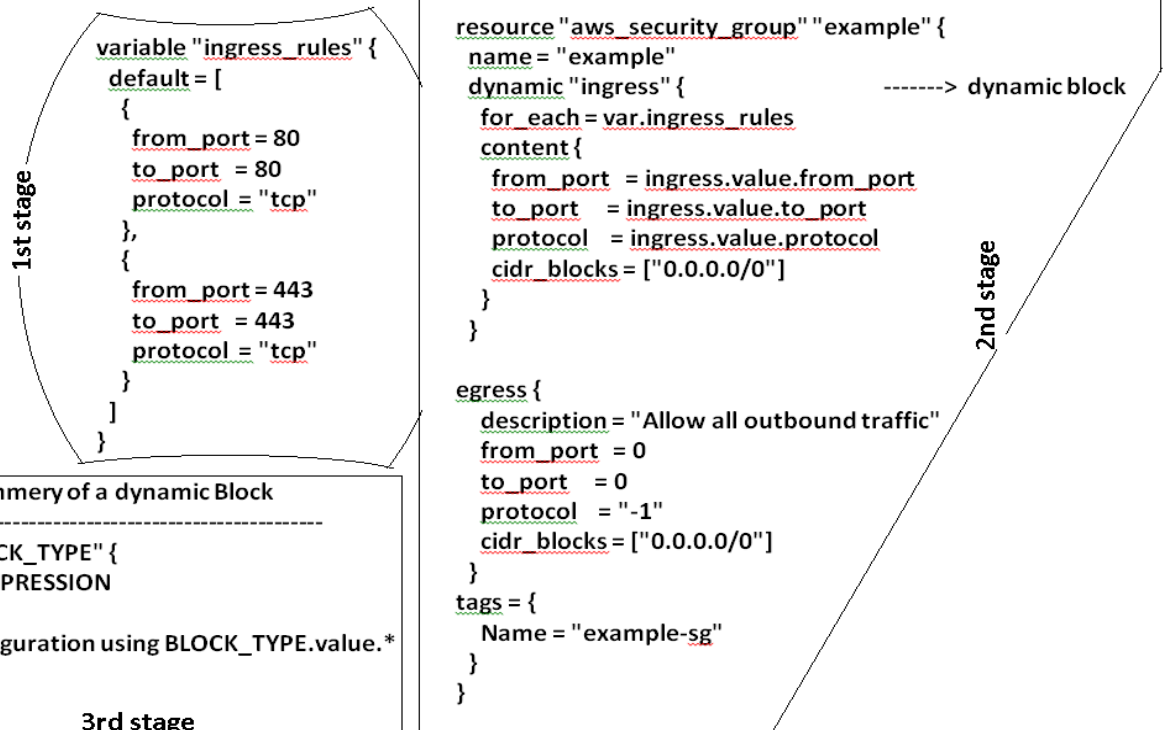 variable "ingress_rules" {
default = [
{
from_port = 80
to_port = 80
protocol = "tcp"
},
{
from_port = 443
to_port = 443
protocol = "tcp"
}
]
}
1st stage
mmery of a dynamic Block
-----------------------------------------
CK_TYPE" {
PRESSION
guration using BLOCK_TYPE.value.*
3rd stage
resource "aws_security_group" "example" {
name = "example"
dynamic "ingress" { -------> dynamic block
for_each = var.ingress_rules
content {
from_port = ingress.value.from_port
to_port = ingress.value.to_port
protocol = ingress.value.protocol
cidr_blocks = ["0.0.0.0/0"]
}
}
egress {
description = "Allow all outbound traffic"
from_port = 0
to_port = 0
protocol = "-1"
cidr_blocks = ["0.0.0.0/0"]
}
tags = {
Name = "example-sg"
}
}
2nd stage